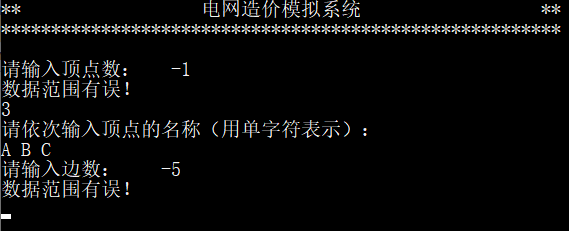 **                    电网造价模拟系统                    **
**************************************************************
请输入顶点数：   -1
数据范围有误！
3
请依次输入顶点的名称（用单字符表示）：
A B C
请输入边数：    -5
数据范围有误！